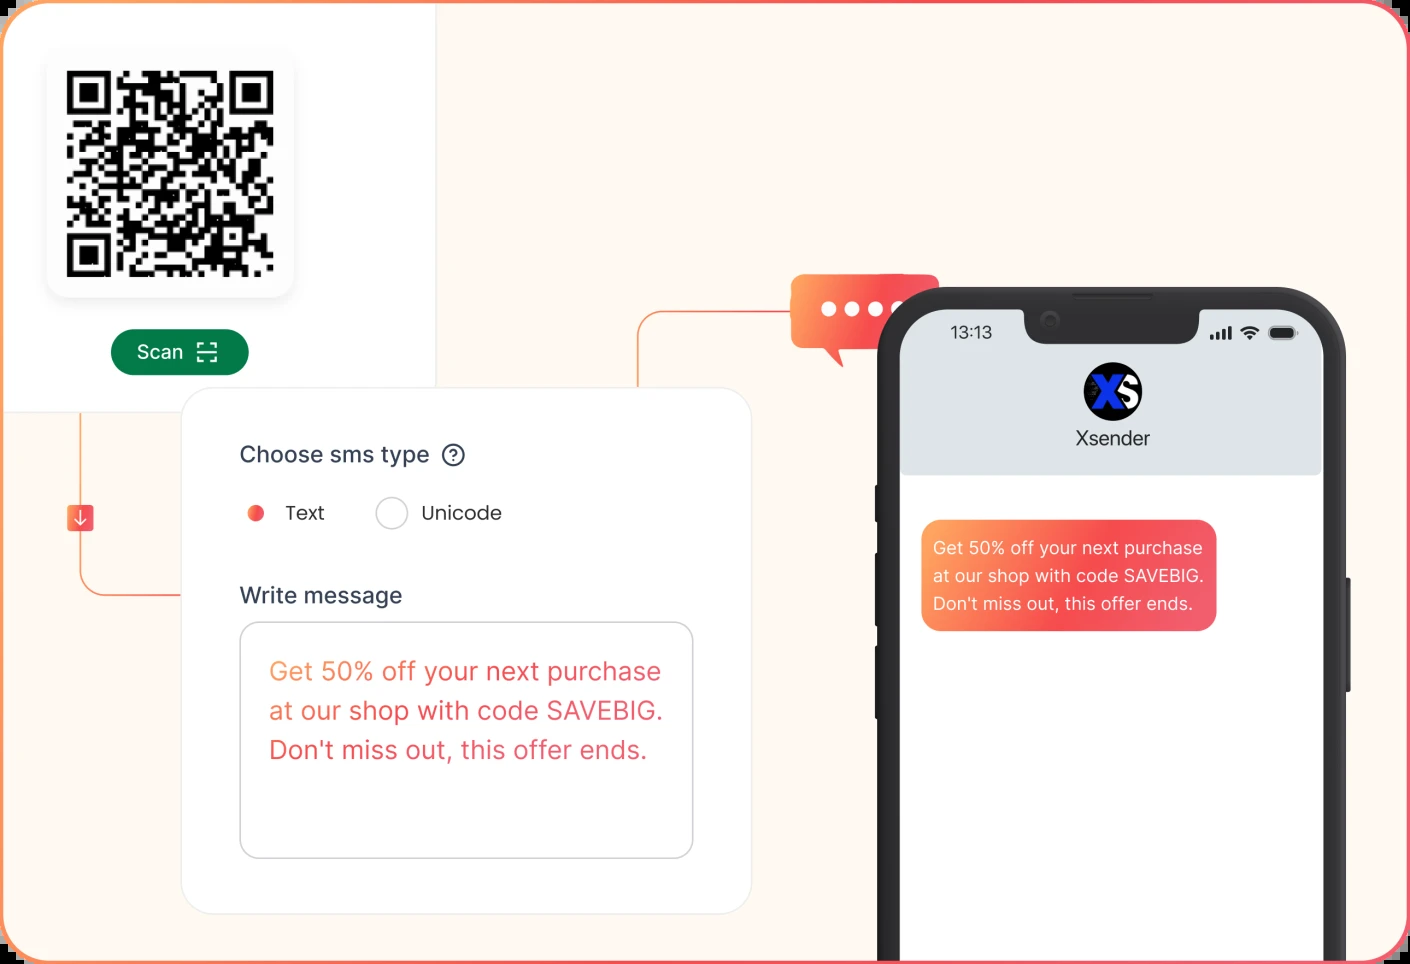 Scan
Choose sms type ?
Text
Unicode
Write message
Get 50% off your next purchase
at our shop with code SAVEBIG.
Don't miss out, this offer ends.
13:13
XS
Xsender
Get 50% off your next purchase
at our shop with code SAVEBIG.
Don't miss out, this offer ends.